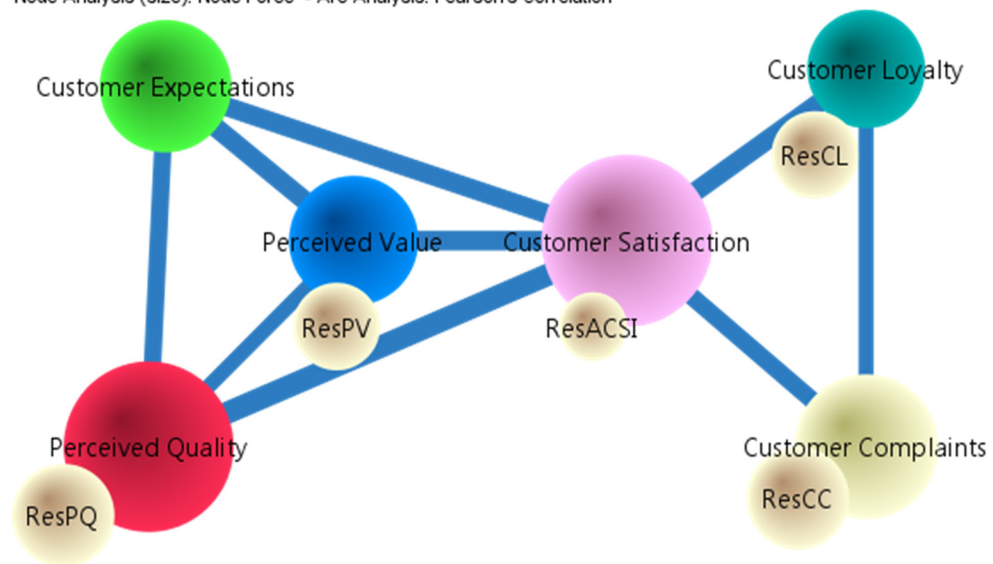 Customer Expectations
Customer Loyalty
ResCL
Perceived Value
Customer Satisfaction
ResPV
ResACSI
Perceived Quality
Customer Complaints
ResPQ
ResCC